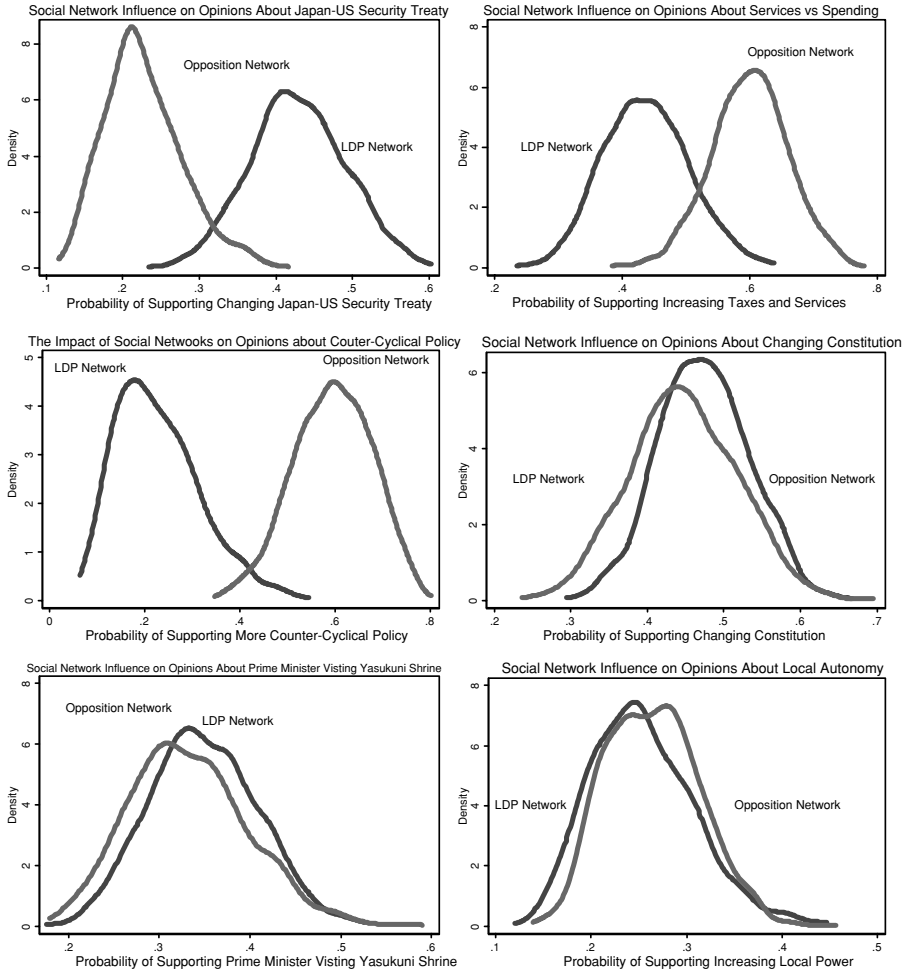 Social Network Influence on Opinions About Japan-US Security Treaty
8
6
4
2
0
Density
Opposition Network
LDP Network
.1
.2
.3
.4
.5
.6
Probability of Supporting Changing Japan-US Security Treaty
Social Network Influence on Opinions About Services vs Spending
8
6
4
2
0
Density
Opposition Network
LDP Network
.2
.4
.6
.8
Probability of Supporting Increasing Taxes and Services
The Impact of Social Netwooks on Opinions about Couter-Cyclical Policy
5
4
3
2
1
0
Density
LDP Network
Opposition Network
0
.2
.4
.6
.8
Probability of Supporting More Counter-Cyclical Policy
Social Network Influence on Opinions About Changing Constitution
6
4
2
0
Density
LDP Network
Opposition Network
.2
.3
.4
.5
.6
.7
Probability of Supporting Changing Constitution
Social Network Influence on Opinions About Prime Minister Visting Yasukuni Shrine
8
6
4
2
0
Density
Opposition Network
LDP Network
.2
.3
.4
.5
.6
Probability of Supporting Prime Minister Visting Yasukuni Shrine
Social Network Influence on Opinions About Local Autonomy
8
6
4
2
0
Density
LDP Network
Opposition Network
.1
.2
.3
.4
.5
Probability of Supporting Increasing Local Power